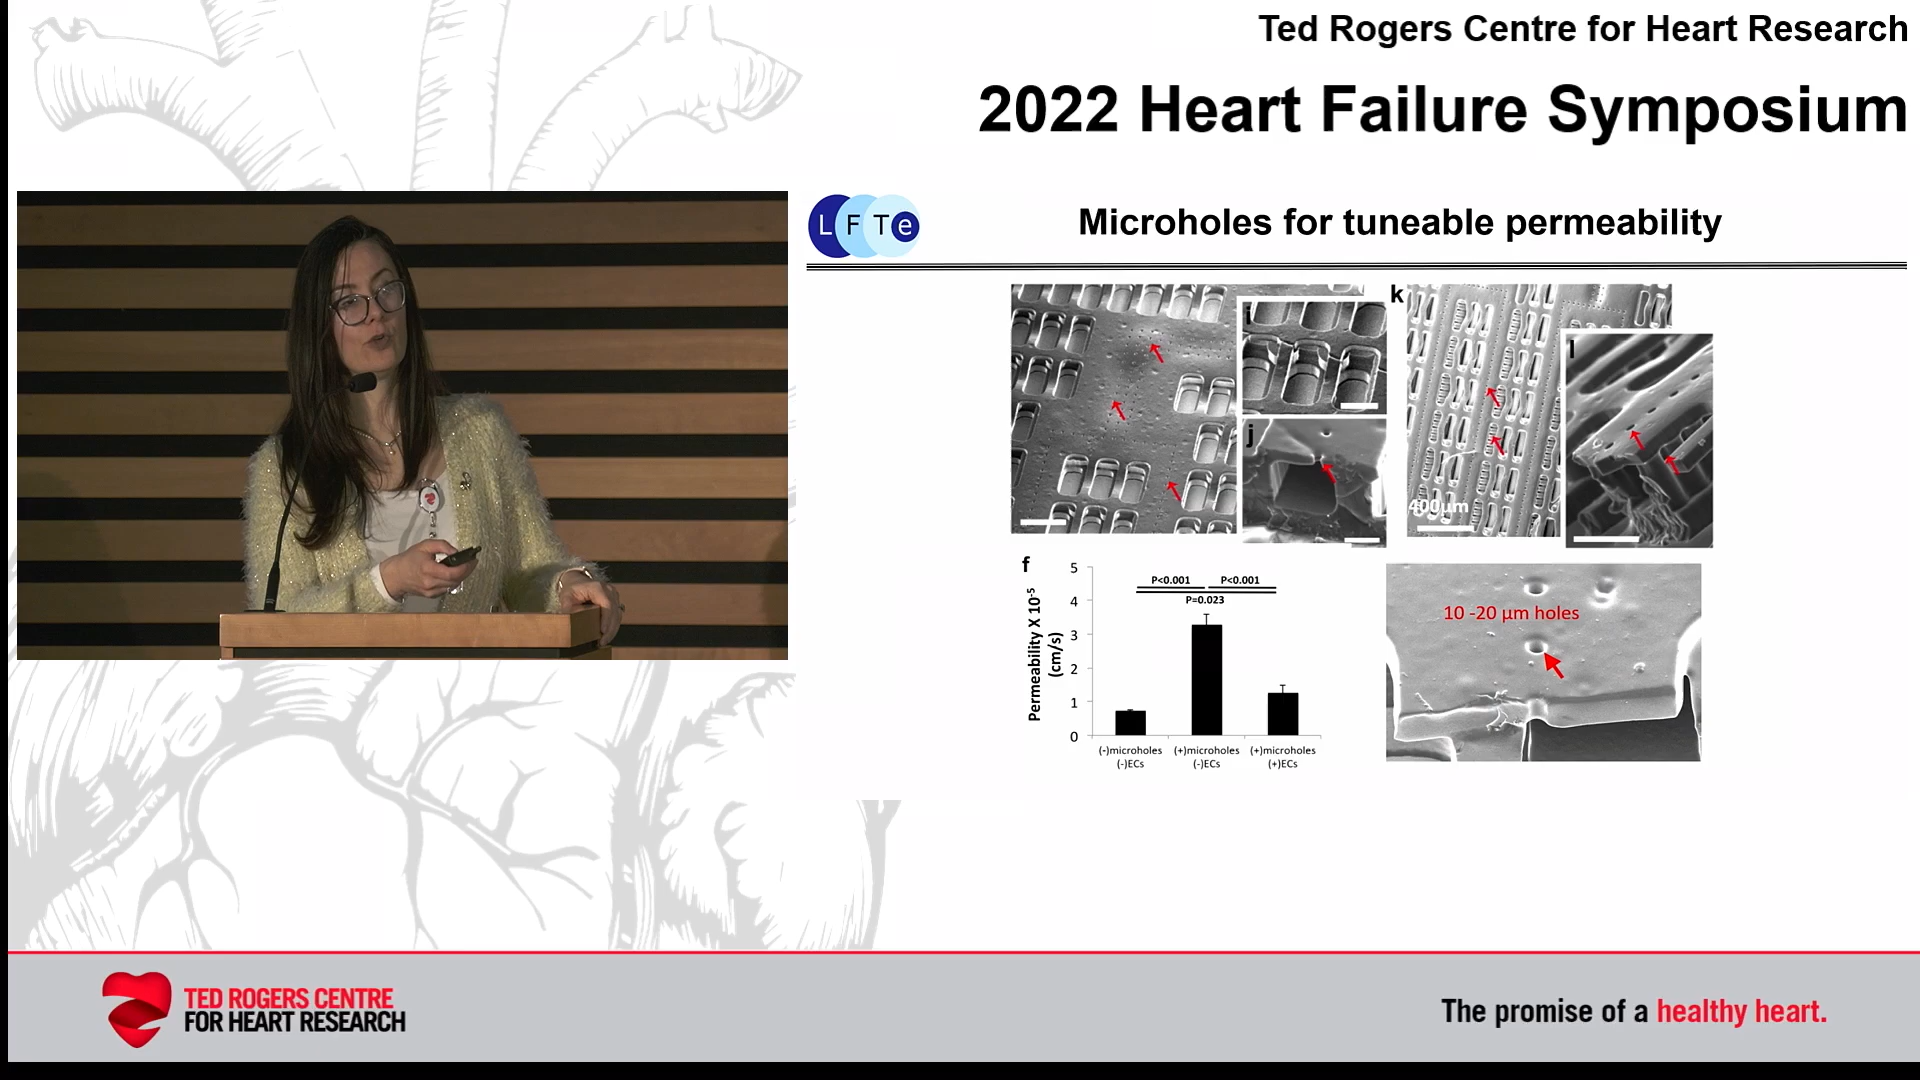 Ted Rogers Centre for Heart Research
2022 Heart Failure Symposium
L F T e
Microholes for tuneable permeability
i
j
k
l
400µm
f
Permeability X 10-5
(cm/s)
5
4
3
2
1
0
P<0.001
P<0.001
P=0.023
(-)microholes
(-)ECs
(+)microholes
(-)ECs
(+)microholes
(+)ECs
10 -20 µm holes
TED ROGERS CENTRE
FOR HEART RESEARCH
The promise of a healthy heart.